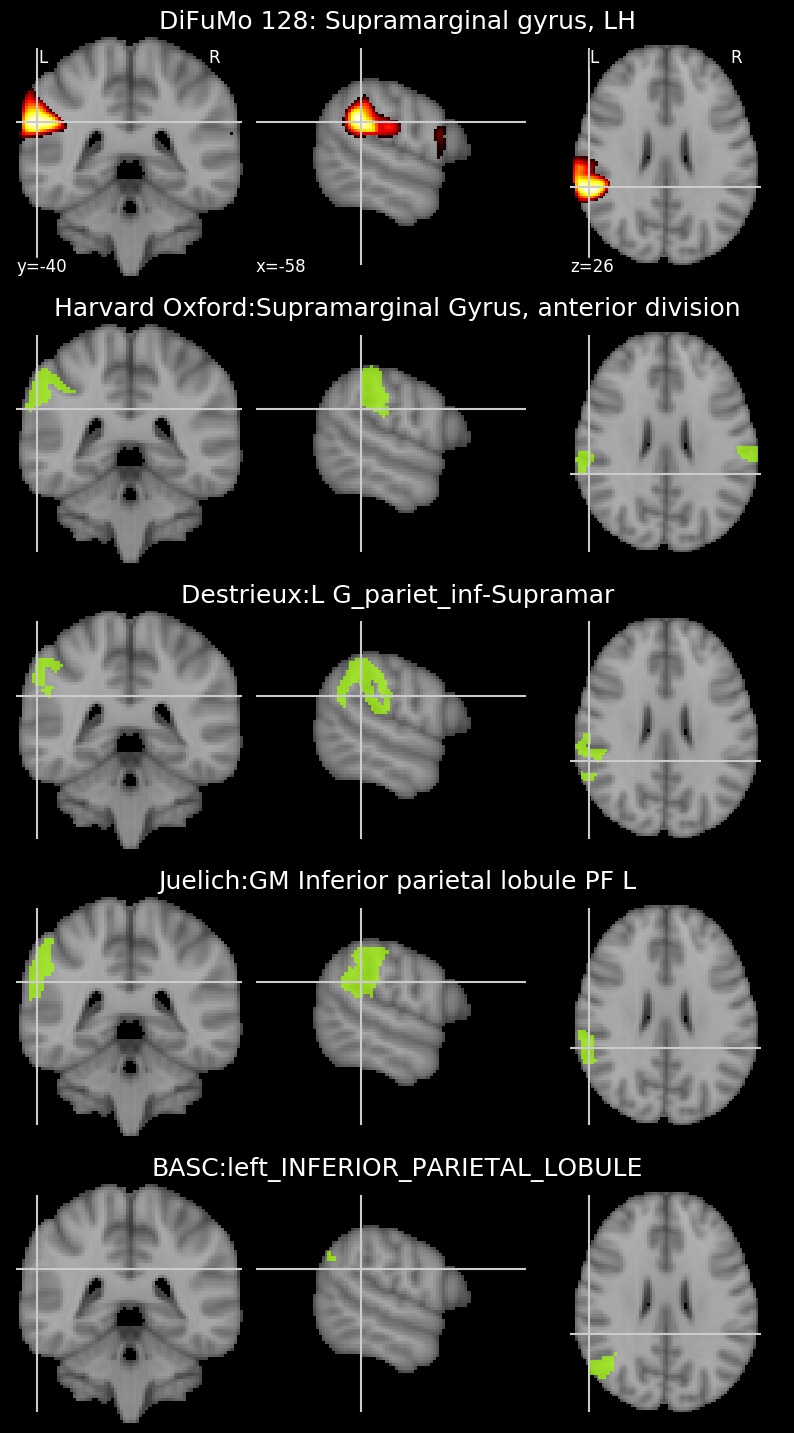 DiFuMo 128: Supramarginal gyrus, LH
L R L R
y=-40 x=-58 z=26
Harvard Oxford:Supramarginal Gyrus, anterior division
Destrieux:L G_pariet_inf-Supramar
Juelich:GM Inferior parietal lobule PF L
BASC:left_INFERIOR_PARIETAL_LOBULE